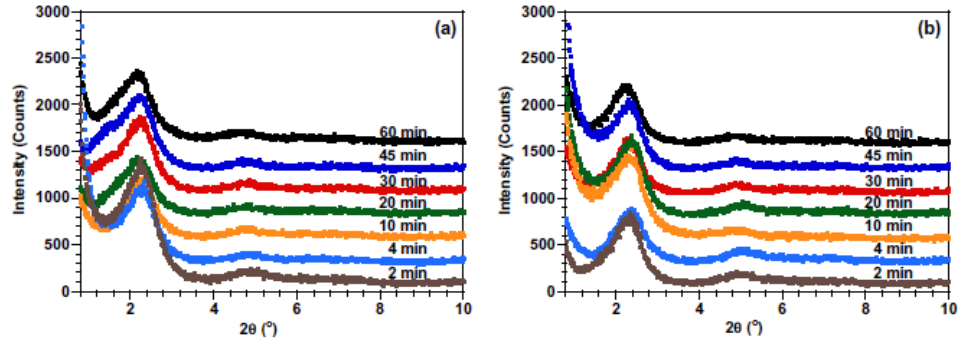 3000 (a)
2500
2000
1500
1000
500
0
Intensity (Counts)
60 min
45 min
30 min
20 min
10 min
4 min
2 min
2 4 6 8 10
2θ (°)
3000 (b)
2500
2000
1500
1000
500
0
Intensity (Counts)
60 min
45 min
30 min
20 min
10 min
4 min
2 min
2 4 6 8 10
2θ (°)